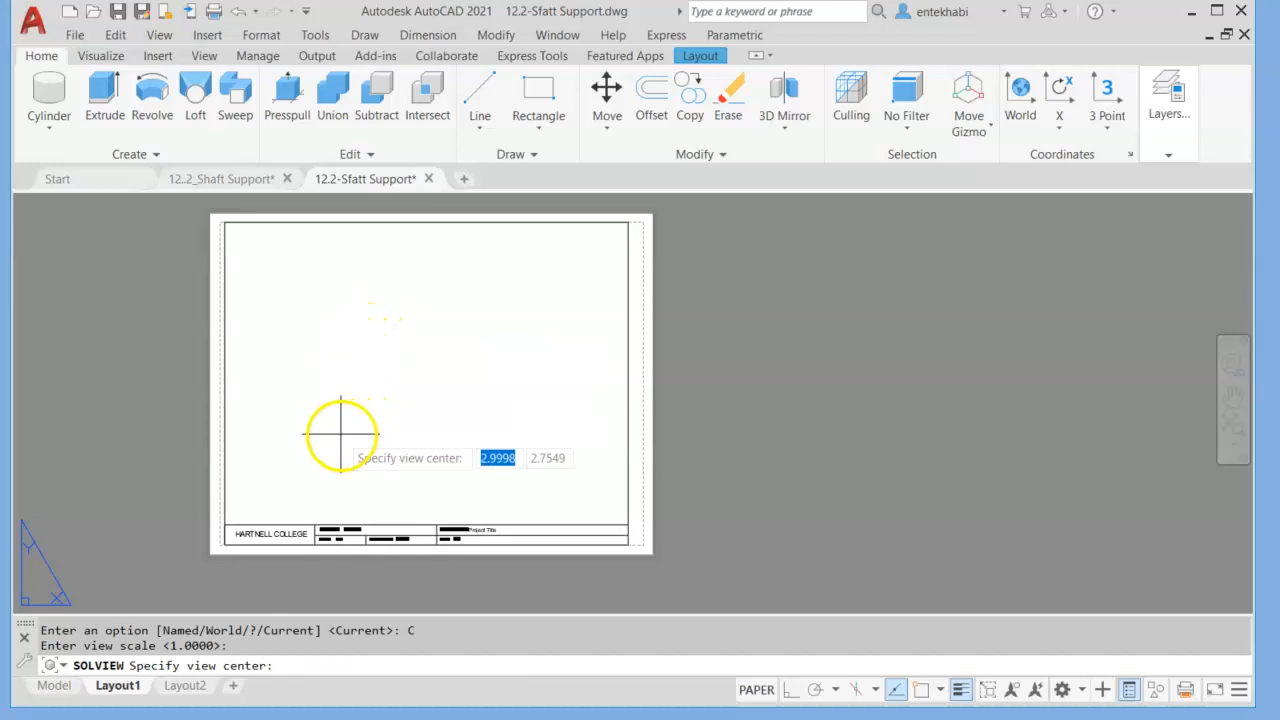 Autodesk AutoCAD 2021 12.2-Sfatt Support.dwg
Type a keyword or phrase
entekhabi
File Edit View Insert Format Tools Draw Dimension Modify Window Help Express Parametric
Home Visualize Insert View Manage Output Add-ins Collaborate Express Tools Featured Apps Layout
Cylinder Extrude Revolve Loft Sweep Presspull Union Subtract Intersect Line Rectangle Move Offset Copy Erase 3D Mirror Culling No Filter Move Gizmo World X 3 Point Layers...
Create Edit Draw Modify Selection Coordinates
Start 12..2_Shaft Support* 12.2-Sfatt Support*
Specify view center: 2.9998 2.7549
HARTNELL COLLEGE
Project Title
Enter an option [Named/World/?/Current] <Current>: C
Enter view scale <1.0000>:
SOLVIEW Specify view center:
Model Layout1 Layout2
PAPER